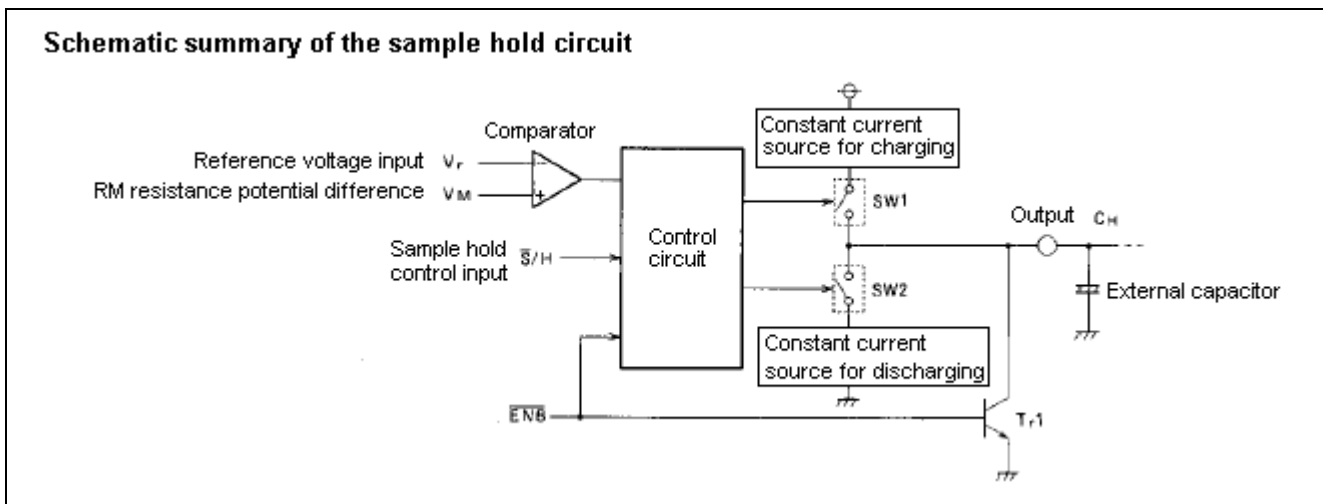 Schematic summary of the sample hold circuit
Comparator
Reference voltage input Vr
RM resistance potential difference VM
-
+
Sample hold
control input
S̅/H
Control
circuit
E̅N̅B̅
Constant current
source for charging
SW1
SW2
Constant current
source for discharging
Output CH
External capacitor
Tr1